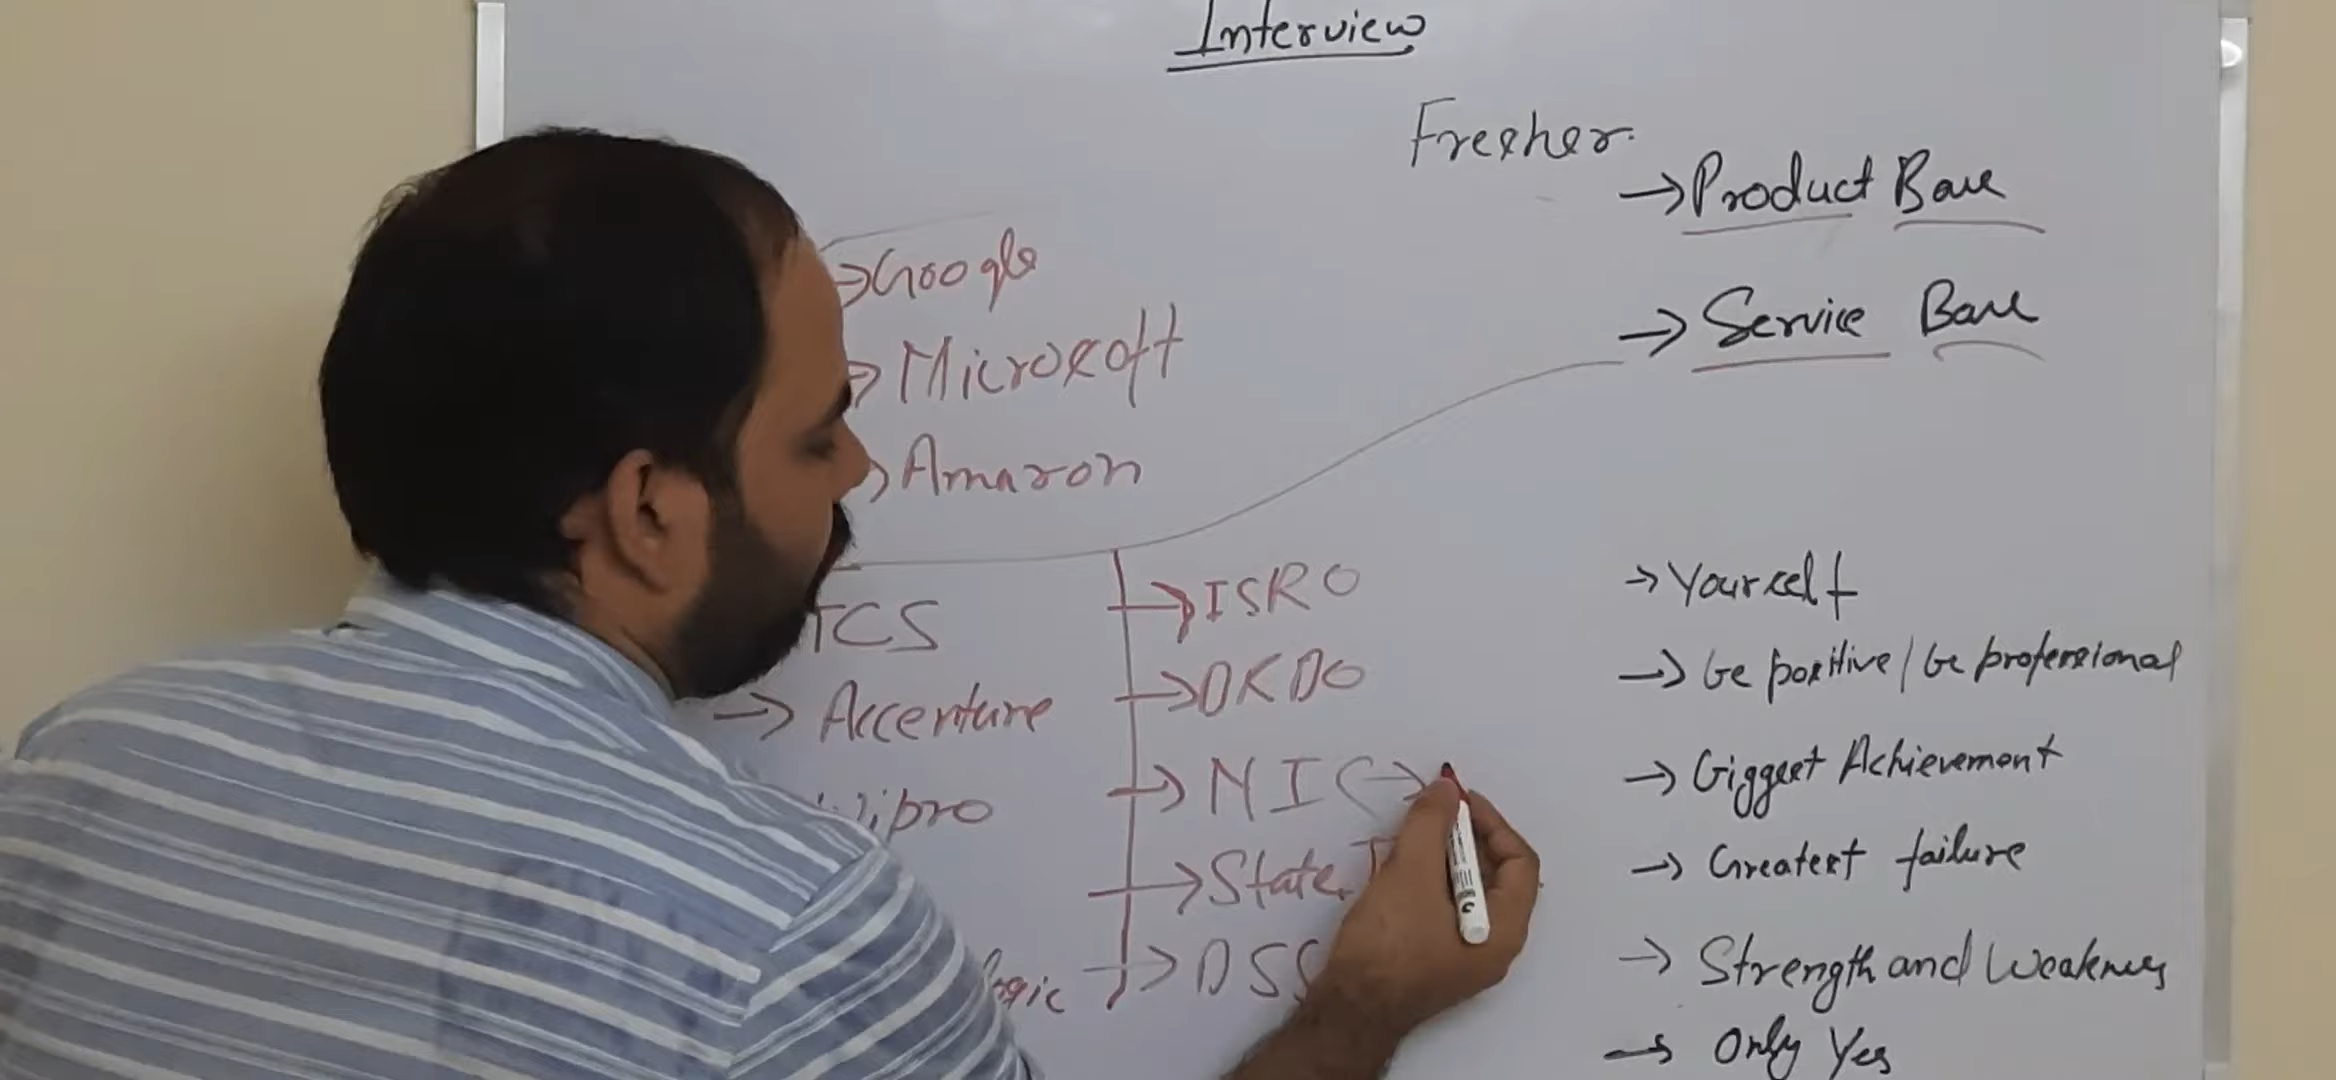 Interview
Fresher.
→ Product Base
→ Service Base
→ Google
→ Microsoft
→ Amazon
TCS
→ Accenture
Wipro
→ ISRO
→ DRDO
→ NIC →
→ State
→ DSS
→ Yourself
→ be positive / be professional
→ Biggest Achievement
→ Greatest failure
→ Strength and Weakness
→ Only Yes